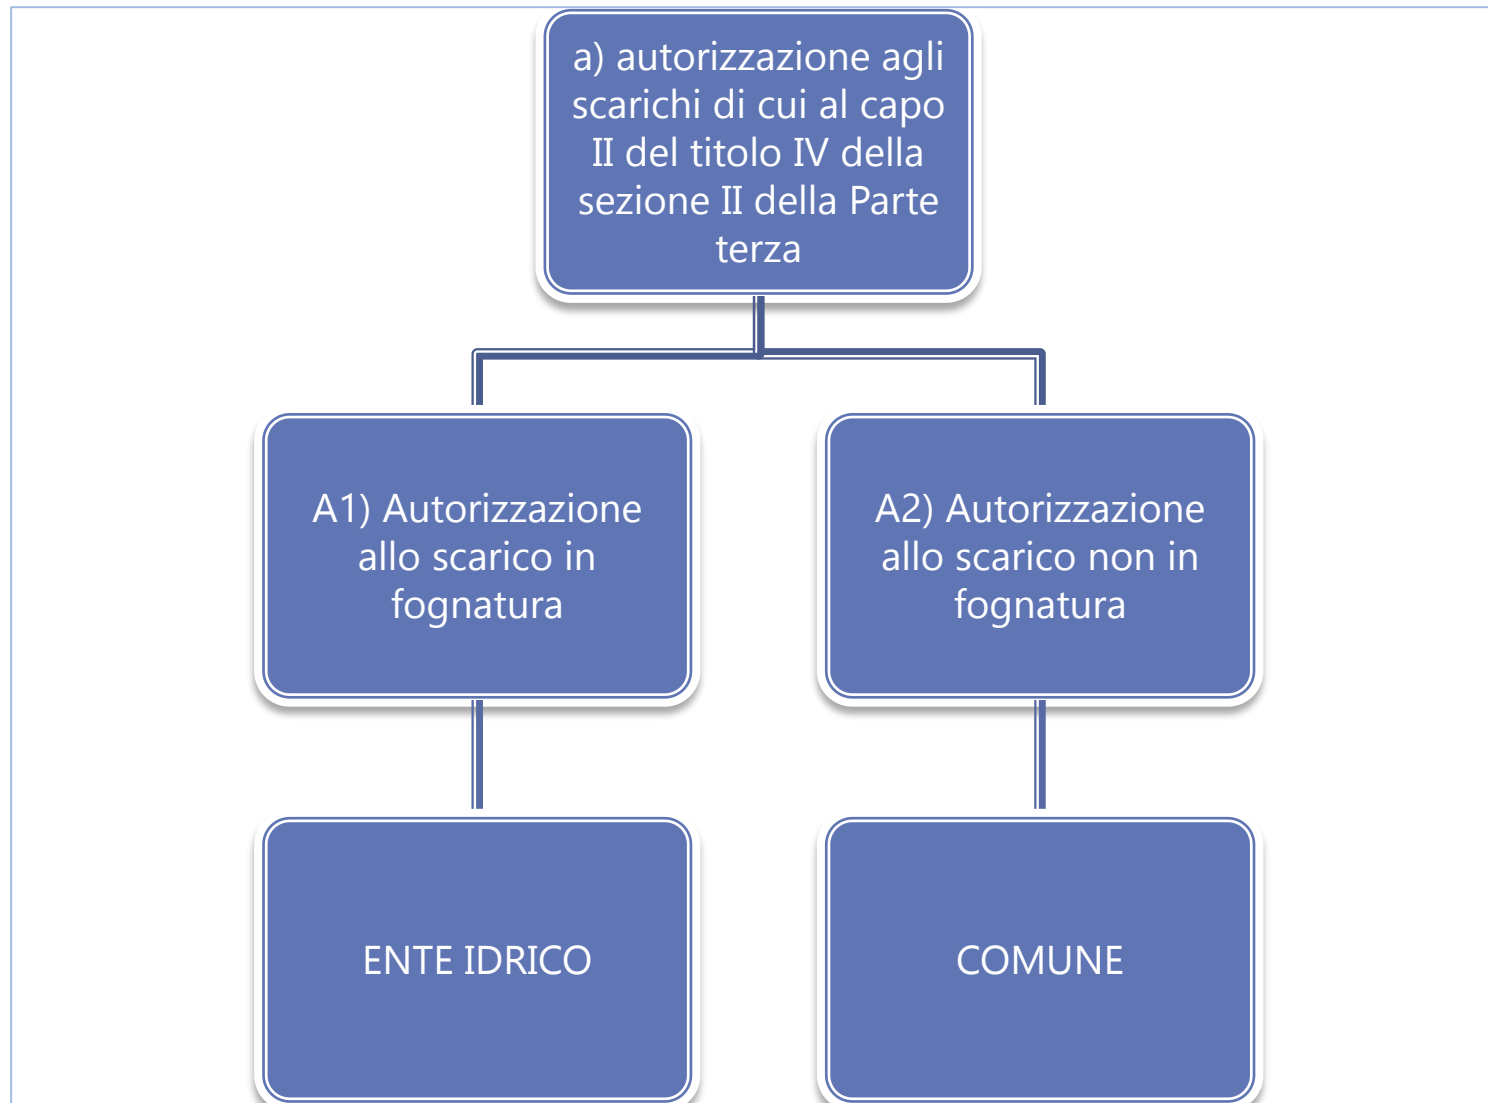 a) autorizzazione agli
scarichi di cui al capo
II del titolo IV della
sezione II della Parte
terza
A1) Autorizzazione
allo scarico in
fognatura
A2) Autorizzazione
allo scarico non in
fognatura
ENTE IDRICO
COMUNE